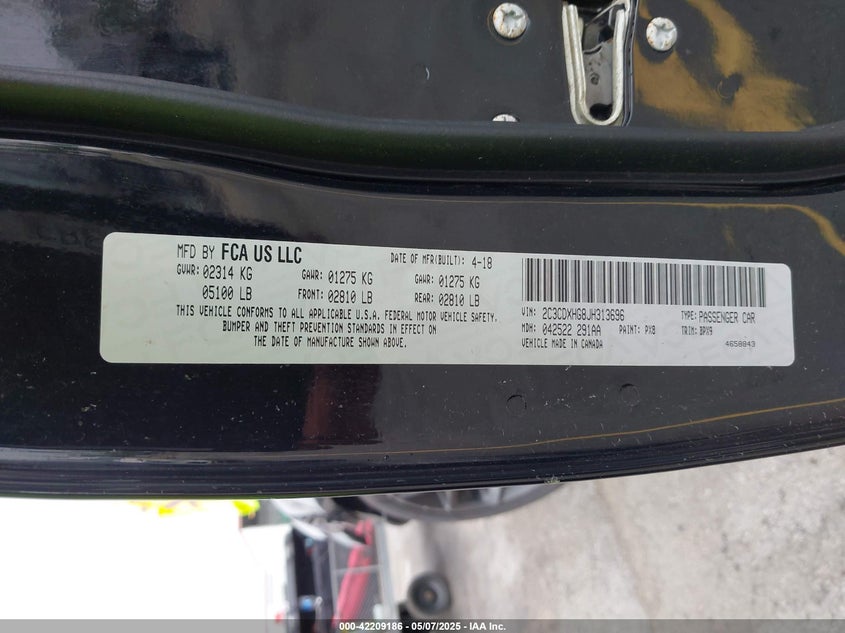 MFD BY FCA US LLC
DATE OF MFR(BUILT): 4-18
GVWR: 02314 KG GAWR: 01275 KG GAWR: 01275 KG
05100 LB FRONT: 02810 LB REAR: 02810 LB
THIS VEHICLE CONFORMS TO ALL APPLICABLE U.S.A. FEDERAL MOTOR VEHICLE SAFETY,
BUMPER AND THEFT PREVENTION STANDARDS IN EFFECT ON
THE DATE OF MANUFACTURE SHOWN ABOVE.
VIN: 2C3CDXHG8JH313696 TYPE: PASSENGER CAR
MDH: 042522 291AA PAINT: PX8 TRIM: BPX9
VEHICLE MADE IN CANADA 4658843
000-42209186 - 05/07/2025 - IAA Inc.